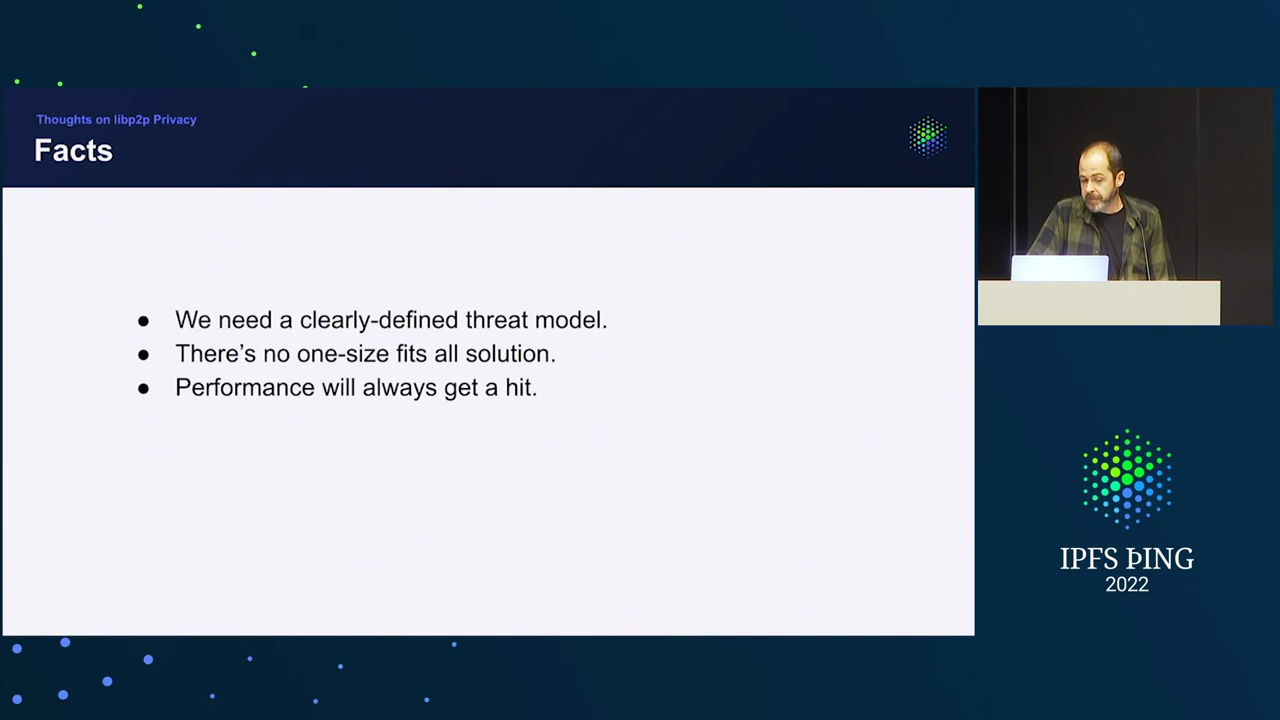 Thoughts on libp2p Privacy
Facts
● We need a clearly-defined threat model.
● There’s no one-size fits all solution.
● Performance will always get a hit.
IPFS ÞING
2022